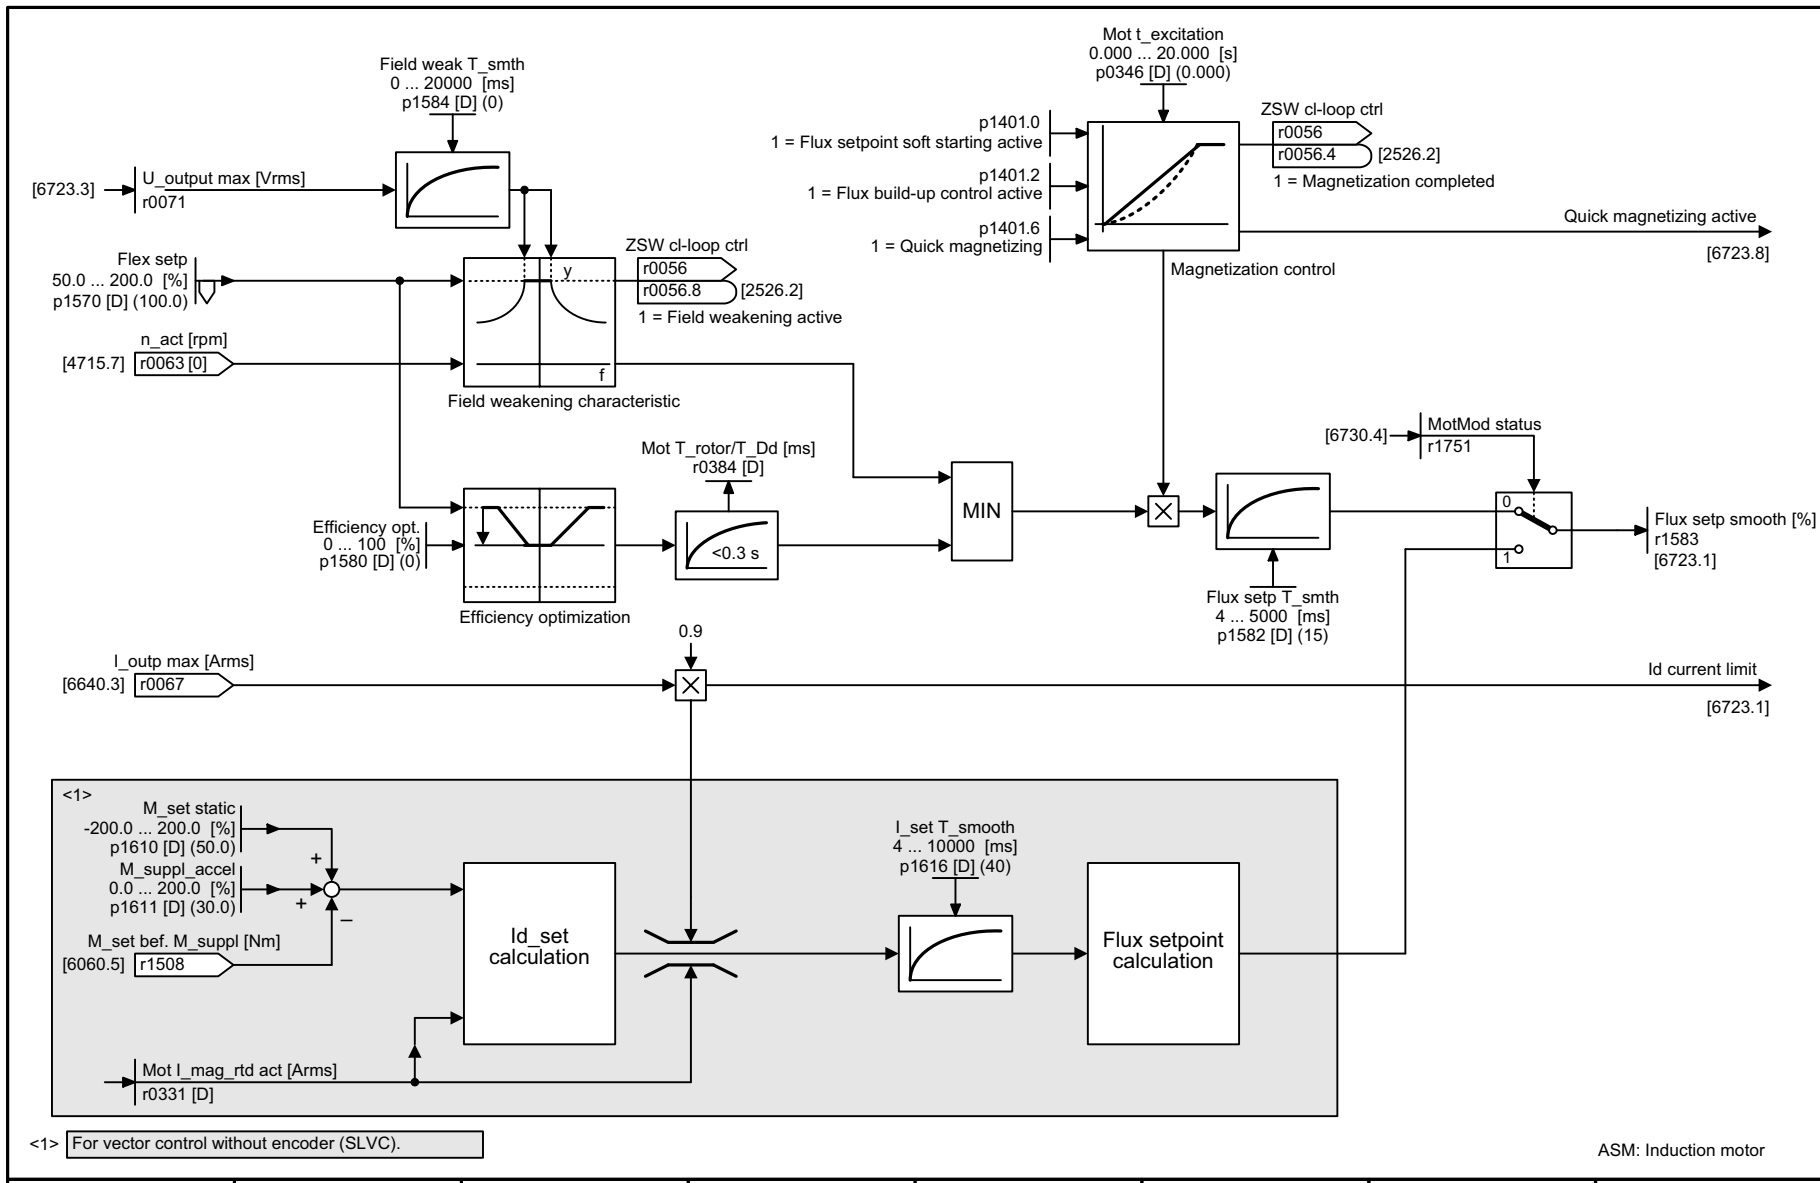 Field weak T_smth
0 ... 20000 [ms]
p1584 [D] (0)
Mot t_excitation
0.000 ... 20.000 [s]
p0346 [D] (0.000)
p1401.0
1 = Flux setpoint soft starting active
p1401.2
1 = Flux build-up control active
p1401.6
1 = Quick magnetizing
ZSW cl-loop ctrl
r0056
r0056.4 [2526.2]
1 = Magnetization completed
Quick magnetizing active
[6723.8]
Magnetization control
[6723.3]
U_output max [Vrms]
r0071
Flex setp
50.0 ... 200.0 [%]
p1570 [D] (100.0)
n_act [rpm]
[4715.7] r0063 [0]
y
f
Field weakening characteristic
ZSW cl-loop ctrl
r0056
r0056.8 [2526.2]
1 = Field weakening active
Mot T_rotor/T_Dd [ms]
r0384 [D]
<0.3 s
Efficiency opt.
0 ... 100 [%]
p1580 [D] (0)
Efficiency optimization
MIN
Flux setp T_smth
4 ... 5000 [ms]
p1582 [D] (15)
[6730.4]
MotMod status
r1751
0
1
Flux setp smooth [%]
r1583
[6723.1]
0.9
I_outp max [Arms]
[6640.3] r0067
Id current limit
[6723.1]
<1>
M_set static
-200.0 ... 200.0 [%]
p1610 [D] (50.0)
+
M_suppl_accel
0.0 ... 200.0 [%]
p1611 [D] (30.0)
+
–
M_set bef. M_suppl [Nm]
[6060.5] r1508
Id_set
calculation
I_set T_smooth
4 ... 10000 [ms]
p1616 [D] (40)
Flux setpoint
calculation
Mot I_mag_rtd act [Arms]
r0331 [D]
<1> For vector control without encoder (SLVC).
ASM: Induction motor